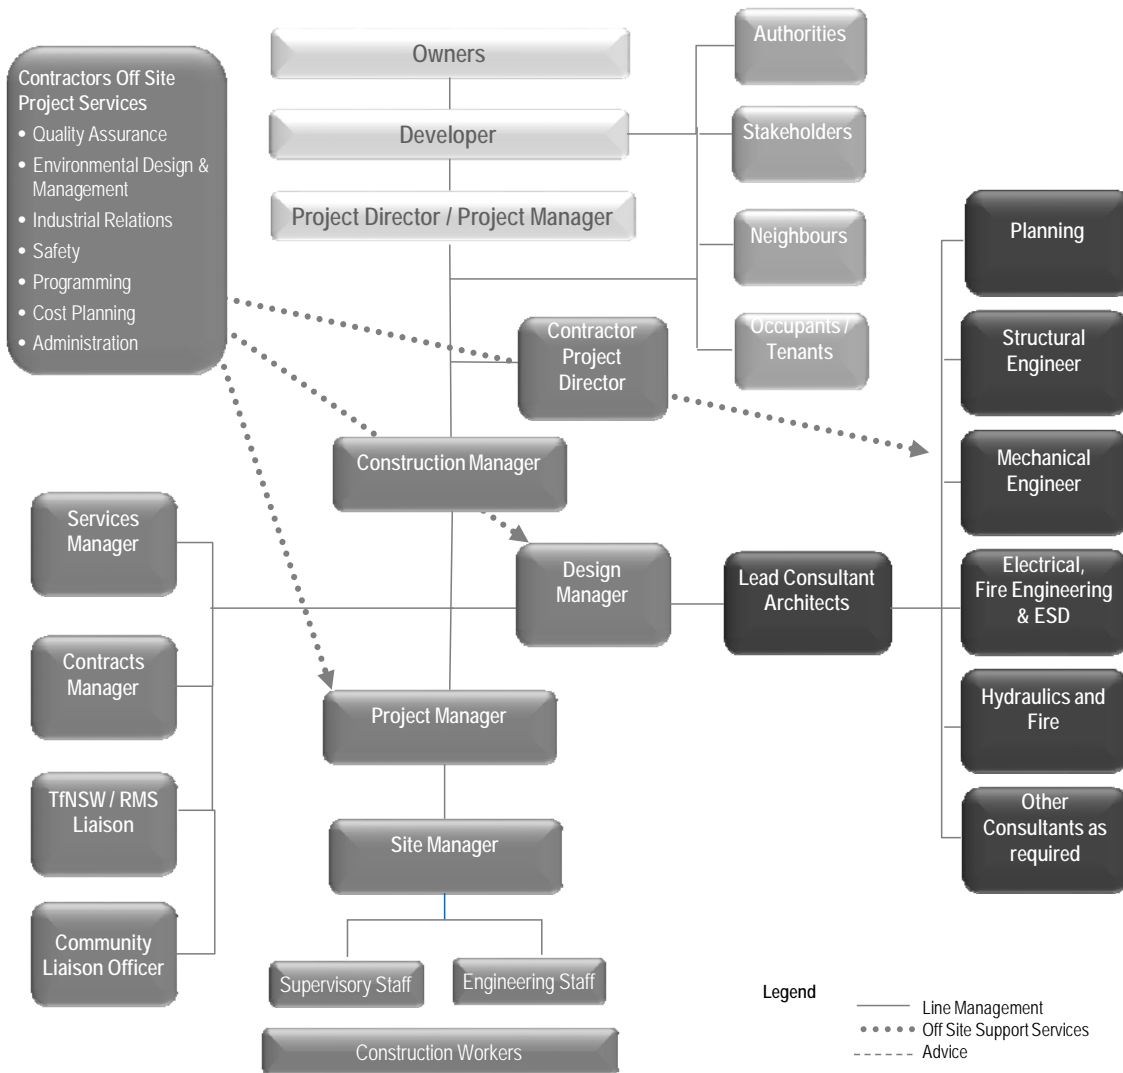 Contractors Off Site
Project Services
• Quality Assurance
• Environmental Design &
Management
• Industrial Relations
• Safety
• Programming
• Cost Planning
• Administration
Owners
Developer
Project Director / Project Manager
Authorities
Stakeholders
Neighbours
Occupants /
Tenants
Contractor
Project
Director
Construction Manager
Services
Manager
Contracts
Manager
TfNSW / RMS
Liaison
Community
Liaison Officer
Design
Manager
Lead Consultant
Architects
Planning
Structural
Engineer
Mechanical
Engineer
Electrical,
Fire Engineering
& ESD
Hydraulics and
Fire
Other
Consultants as
required
Project Manager
Site Manager
Supervisory Staff
Engineering Staff
Construction Workers
Legend
Line Management
Off Site Support Services
Advice